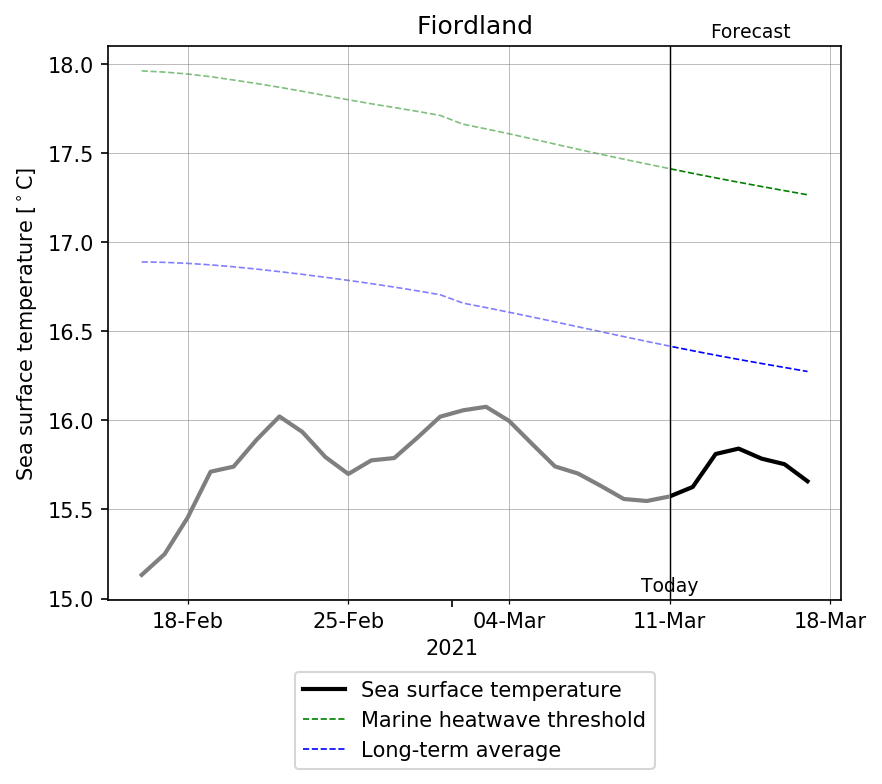 Fiordland
Forecast
18.0
17.5
17.0
16.5
16.0
15.5
15.0
Sea surface temperature [°C]
Today
18-Feb 25-Feb 04-Mar 11-Mar 18-Mar
2021
Sea surface temperature
Marine heatwave threshold
Long-term average